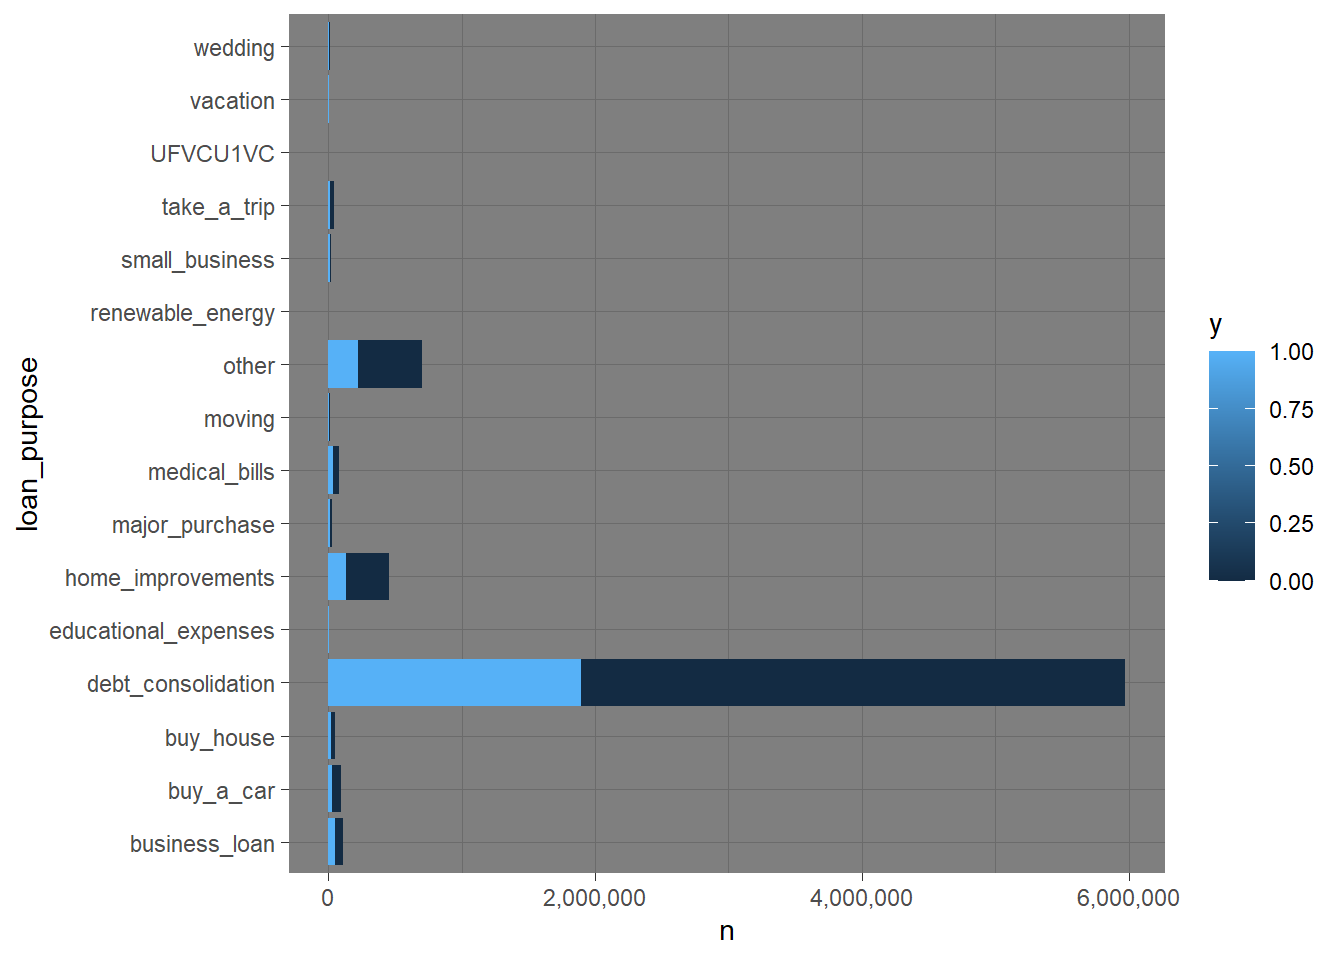 wedding
vacation
UFVCU1VC
take_a_trip
small_business
renewable_energy
other
moving
medical_bills
major_purchase
home_improvements
educational_expenses
debt_consolidation
buy_house
buy_a_car
business_loan
loan_purpose
0
2,000,000
4,000,000
6,000,000
n
y
1.00
0.75
0.50
0.25
0.00